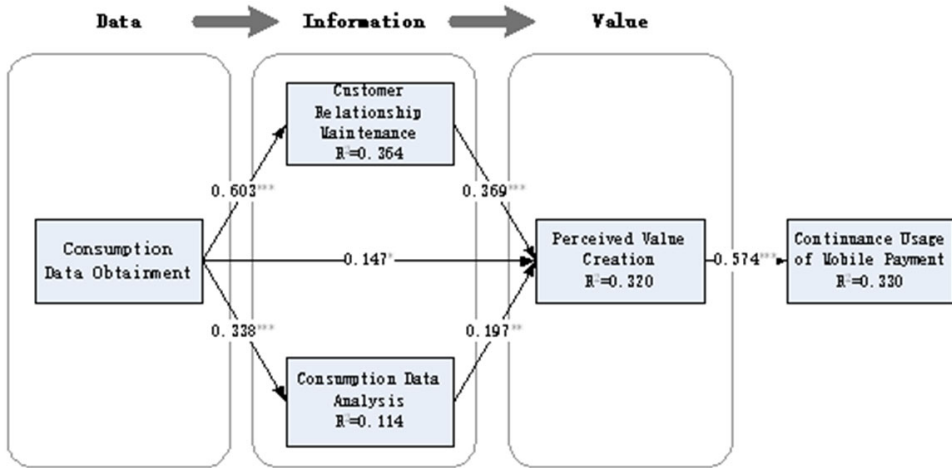 Data Information Value
Customer
Relationship
Maintenance
R²=0.364
0.603***
0.369***
Consumption
Data Obtainment
0.147*
Perceived Value
Creation
R²=0.320
0.574***
Continuance Usage
of Mobile Payment
R²=0.330
0.338***
0.197**
Consumption Data
Analysis
R²=0.114